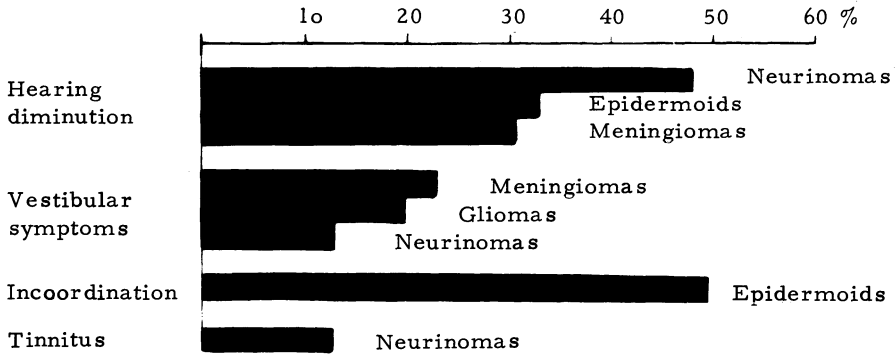 10 20 30 40 50 60 %
Hearing
diminution
Neurinomas
Epidermoids
Meningiomas
Vestibular
symptoms
Meningiomas
Gliomas
Neurinomas
Incoordination
Epidermoids
Tinnitus
Neurinomas